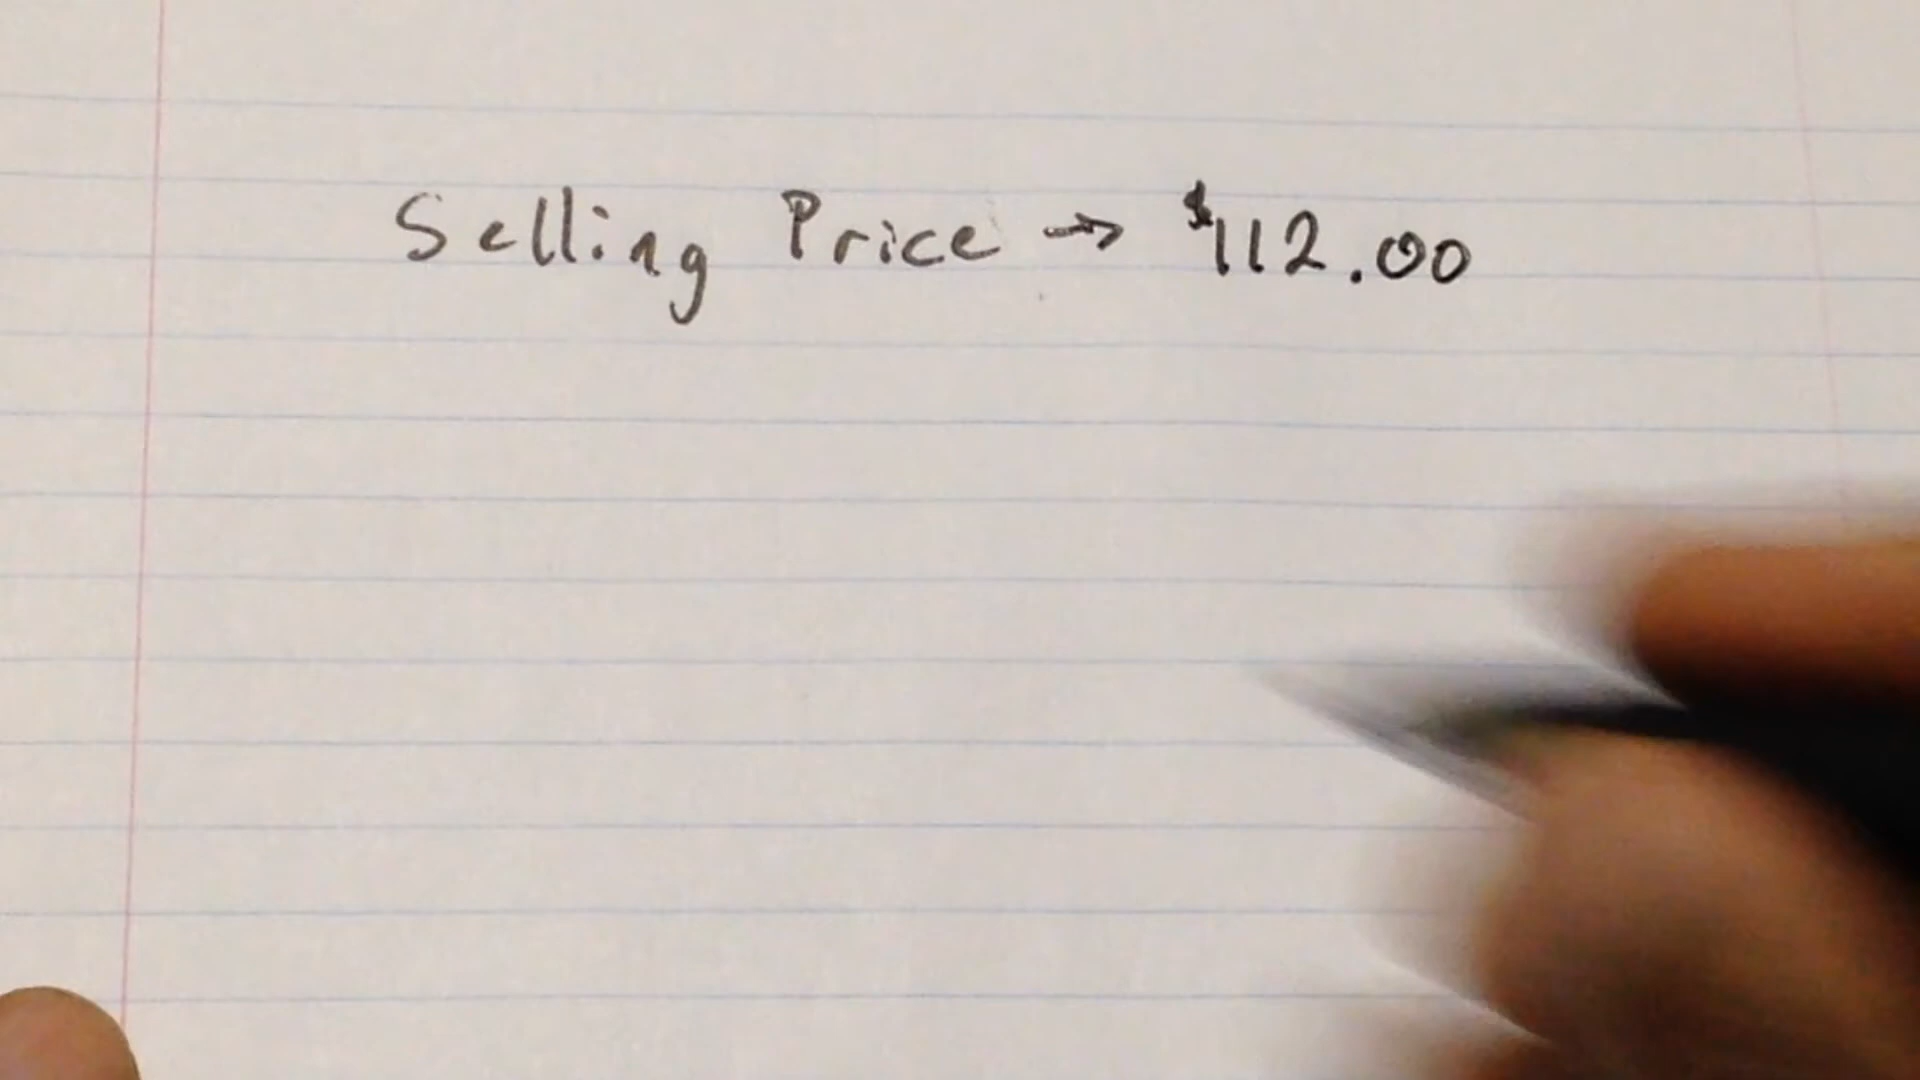 Selling Price → $112.00